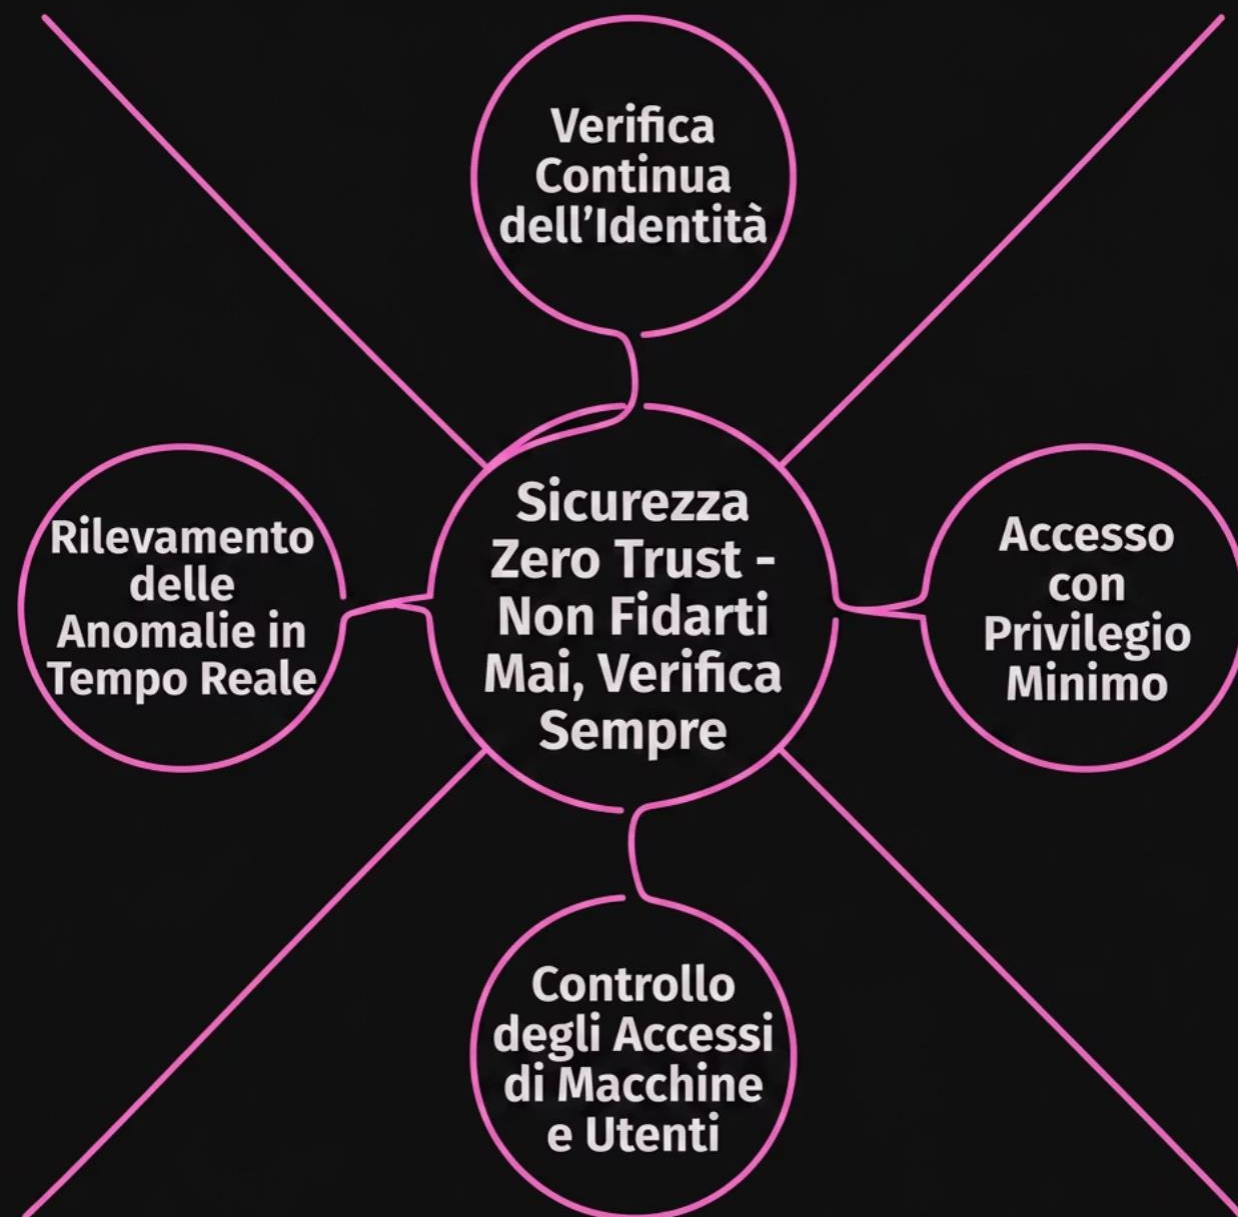 Verifica
Continua
dell’Identità
Sicurezza
Zero Trust -
Non Fidarti
Mai, Verifica
Sempre
Rilevamento
delle
Anomalie in
Tempo Reale
Accesso
con
Privilegio
Minimo
Controllo
degli Accessi
di Macchine
e Utenti